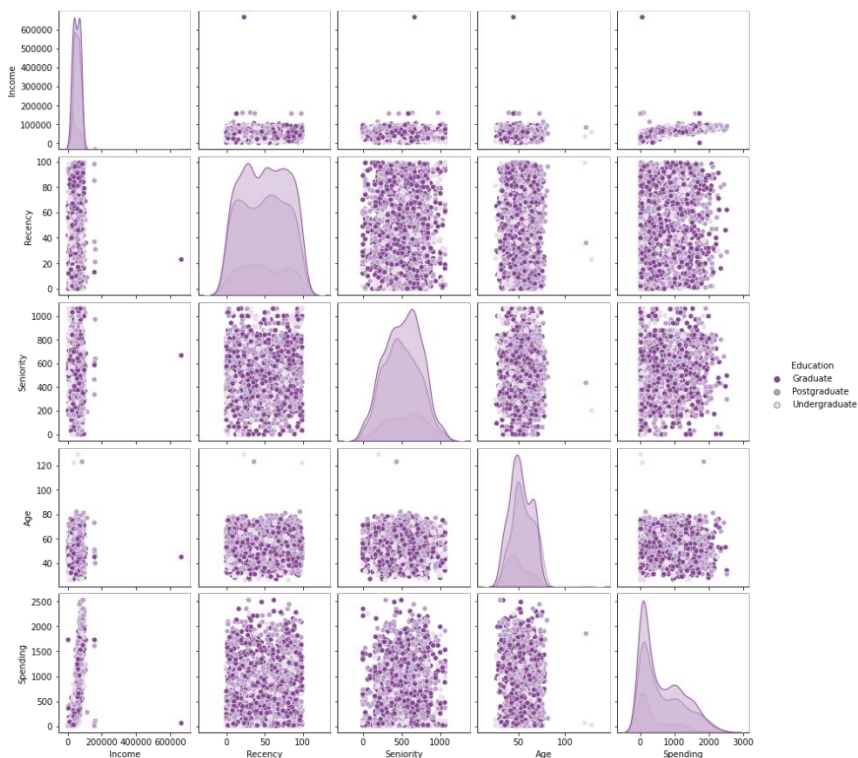 600000
500000
400000
300000
200000
100000
0
Income
100
80
60
40
20
0
Recency
1000
800
600
400
200
0
Seniority
Education
Graduate
Postgraduate
Undergraduate
120
100
80
60
40
Age
2500
2000
1500
1000
500
0
Spending
0 200000 400000 600000
Income
0 50 100
Recency
0 500 1000
Seniority
50 100
Age
0 1000 2000 3000
Spending